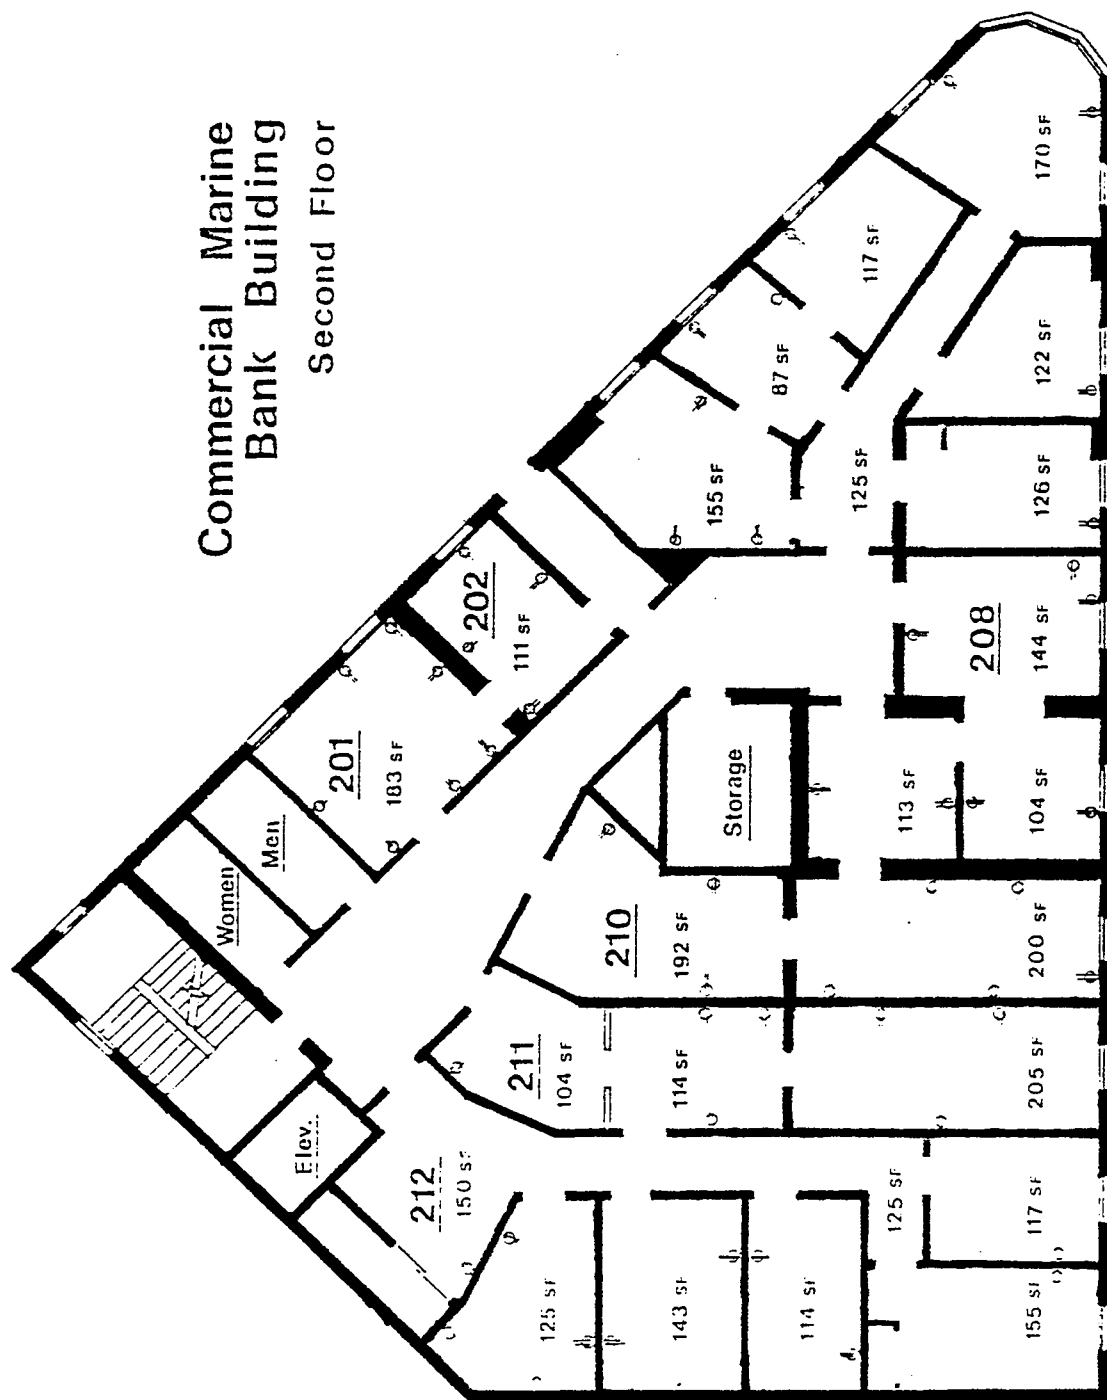 Commercial Marine
Bank Building
Second Floor
Women
Men
201
183 SF
202
111 SF
155 SF
87 SF
117 SF
170 SF
122 SF
125 SF
126 SF
208
144 SF
Storage
113 SF
104 SF
210
192 SF
200 SF
211
104 SF
114 SF
205 SF
Elev.
212
150 SF
125 SF
143 SF
114 SF
125 SF
117 SF
155 SF